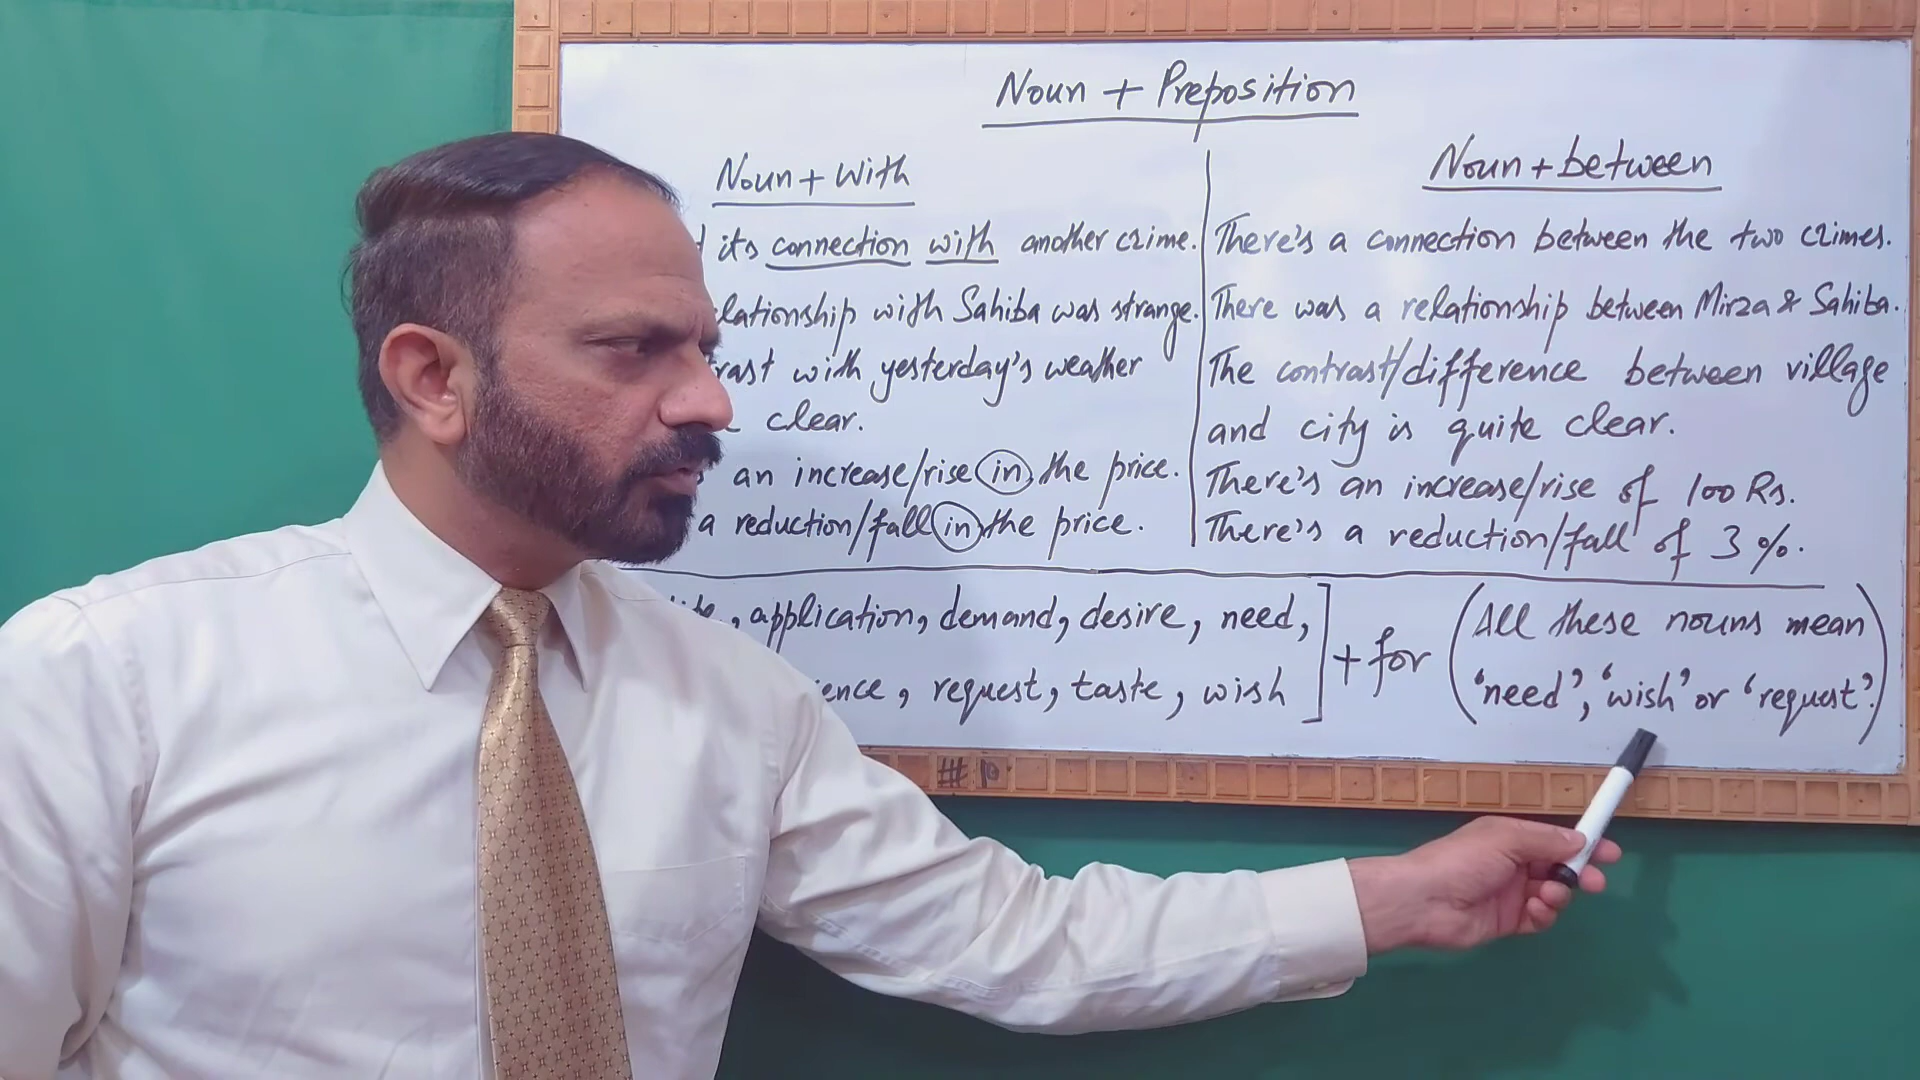 Noun + Preposition
Noun + With
its connection with another crime.
lationship with Sahiba was strange.
rast with yesterday's weather
clear.
an increase/rise in the price.
a reduction/fall in the price.
Noun + between
There's a connection between the two crimes.
There was a relationship between Mirza & Sahiba.
The contrast/difference between village
and city is quite clear.
There's an increase/rise of 100 Rs.
There's a reduction/fall of 3 %.
, application, demand, desire, need,
ience, request, taste, wish
+ for
(All these nouns mean
'need', 'wish' or 'request'.)